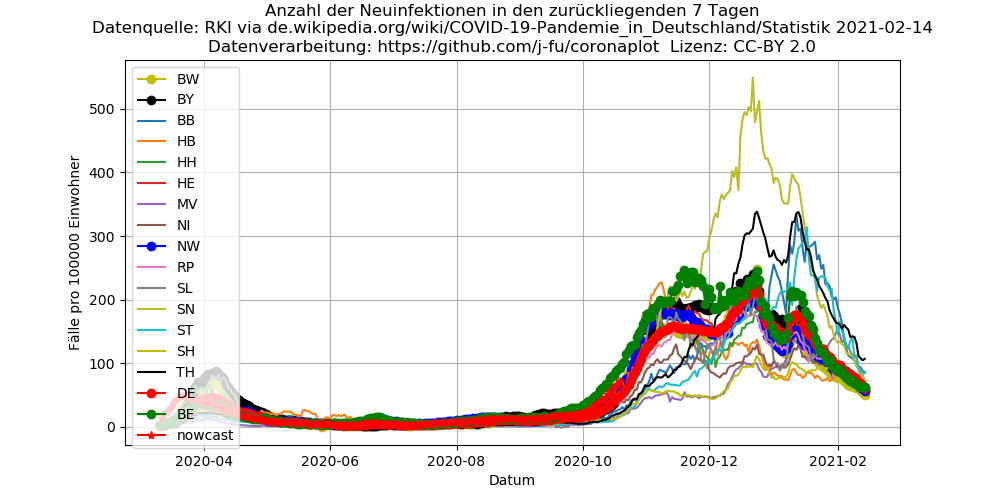 Anzahl der Neuinfektionen in den zurückliegenden 7 Tagen
Datenquelle: RKI via de.wikipedia.org/wiki/COVID-19-Pandemie_in_Deutschland/Statistik 2021-02-14
Datenverarbeitung: https://github.com/j-fu/coronaplot Lizenz: CC-BY 2.0
Fälle pro 100000 Einwohner
500
400
300
200
100
0
BW
BY
BB
HB
HH
HE
MV
NI
NW
RP
SL
SN
ST
SH
TH
DE
BE
nowcast
2020-04 2020-06 2020-08 2020-10 2020-12 2021-02
Datum